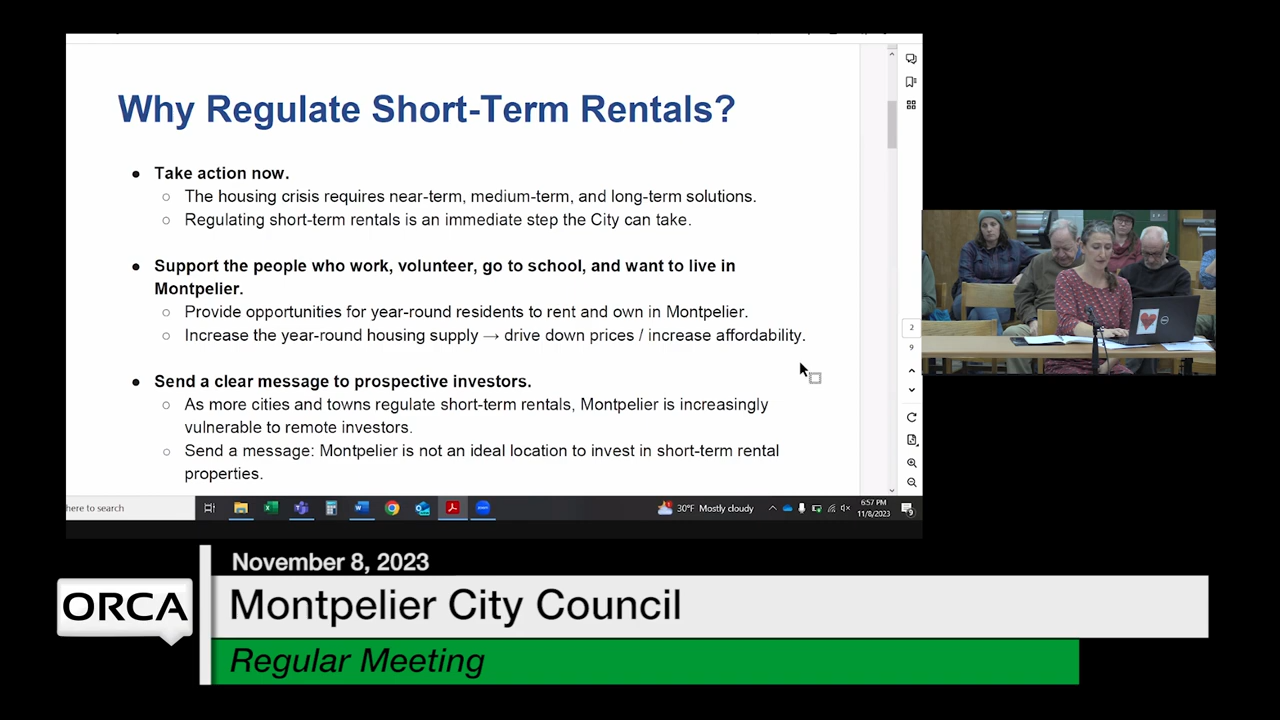 Why Regulate Short-Term Rentals?
● Take action now.
○ The housing crisis requires near-term, medium-term, and long-term solutions.
○ Regulating short-term rentals is an immediate step the City can take.
● Support the people who work, volunteer, go to school, and want to live in
Montpelier.
○ Provide opportunities for year-round residents to rent and own in Montpelier.
○ Increase the year-round housing supply → drive down prices / increase affordability.
● Send a clear message to prospective investors.
○ As more cities and towns regulate short-term rentals, Montpelier is increasingly
vulnerable to remote investors.
○ Send a message: Montpelier is not an ideal location to invest in short-term rental
properties.
2
9
here to search
30°F Mostly cloudy
6:57 PM
11/8/2023
November 8, 2023
ORCA
Montpelier City Council
Regular Meeting